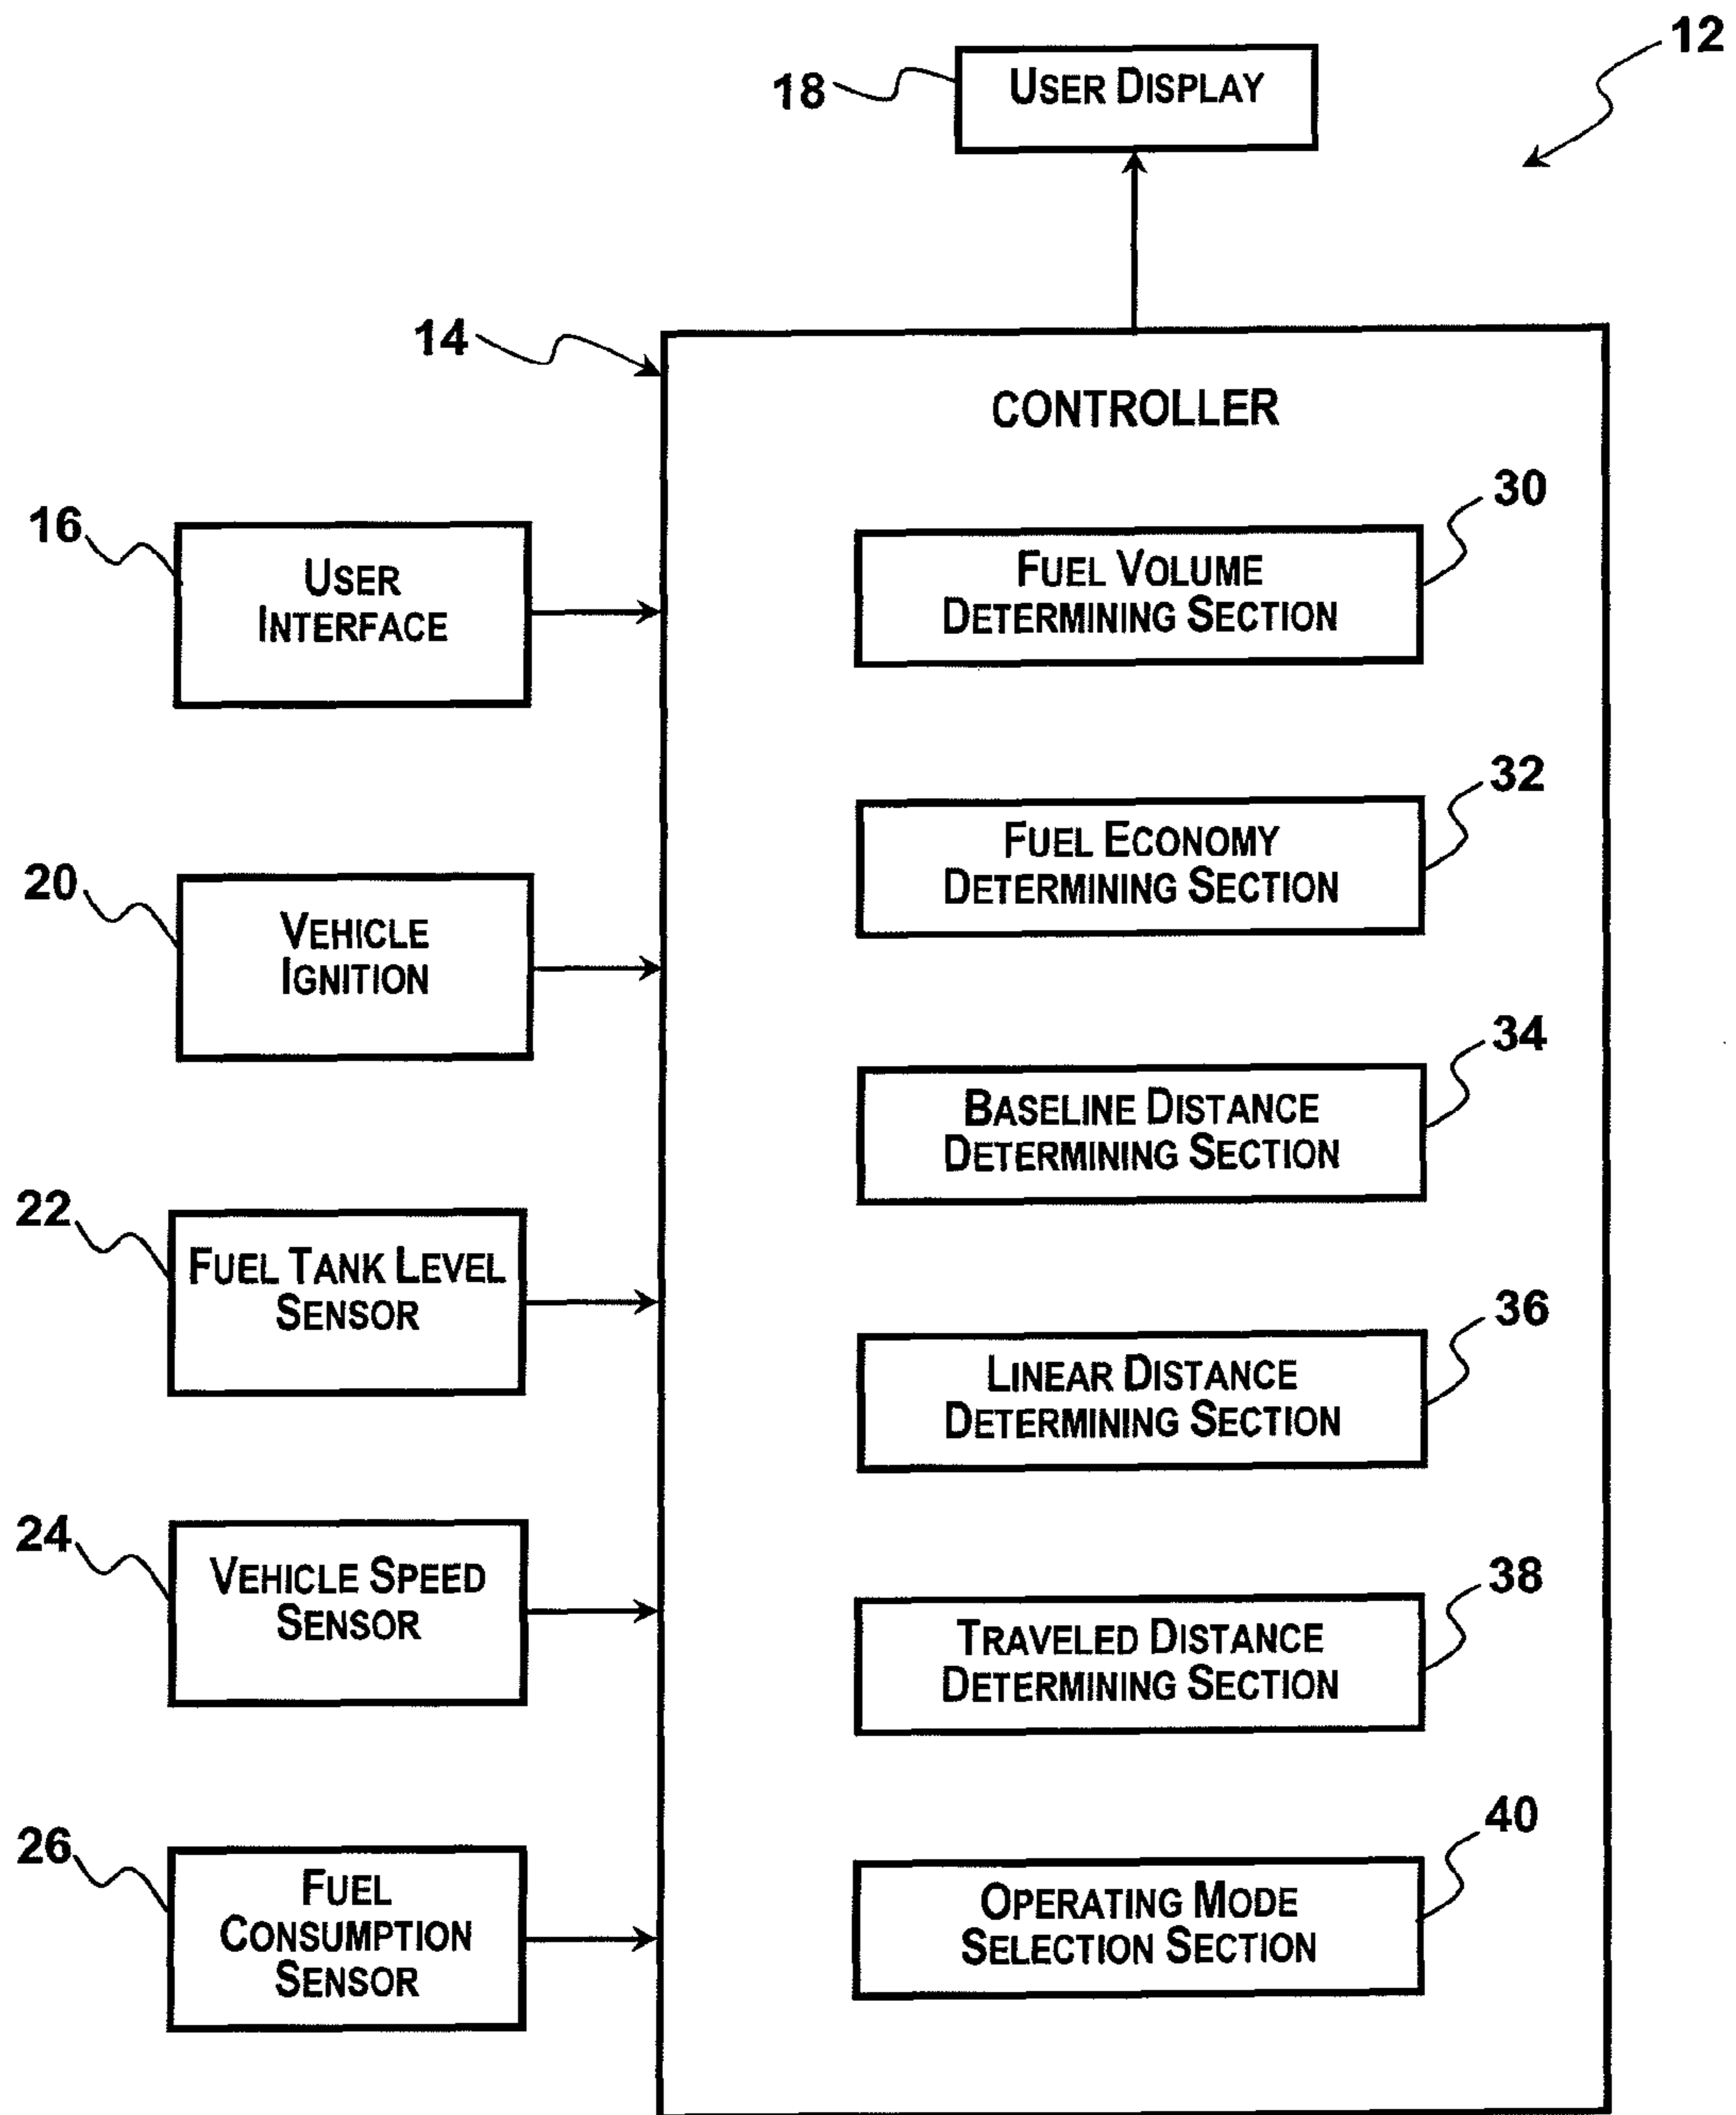 12
18
USER DISPLAY
14
CONTROLLER
16
USER
INTERFACE
30
FUEL VOLUME
DETERMINING SECTION
20
VEHICLE
IGNITION
32
FUEL ECONOMY
DETERMINING SECTION
34
BASELINE DISTANCE
DETERMINING SECTION
22
FUEL TANK LEVEL
SENSOR
36
LINEAR DISTANCE
DETERMINING SECTION
24
VEHICLE SPEED
SENSOR
38
TRAVELED DISTANCE
DETERMINING SECTION
26
FUEL
CONSUMPTION
SENSOR
40
OPERATING MODE
SELECTION SECTION